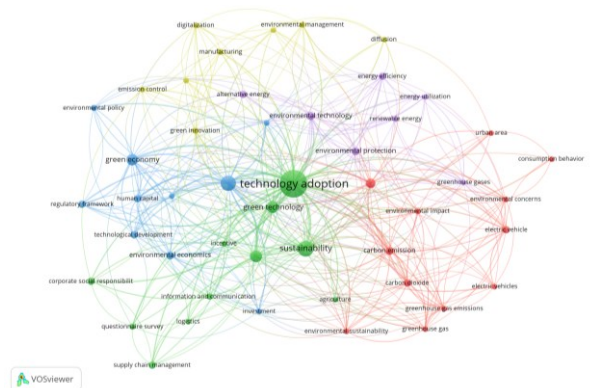 digitalization
environmental management
diffusion
manufacturing
energy efficiency
emission control
alternative energy
energy utilization
environmental policy
environmental technology
renewable energy
green innovation
urban area
environmental protection
green economy
consumption behavior
technology adoption
greenhouse gases
human capital
environmental concerns
regulatory framework
green technology
environmental impact
electric vehicle
technological development
incentive
sustainability
carbon emission
environmental economics
corporate social responsibilit
carbon dioxide
electric vehicles
information and communication
agriculture
investment
greenhouse gas emissions
logistics
questionnaire survey
environmental sustainability
greenhouse gas
supply chain management
VOSviewer